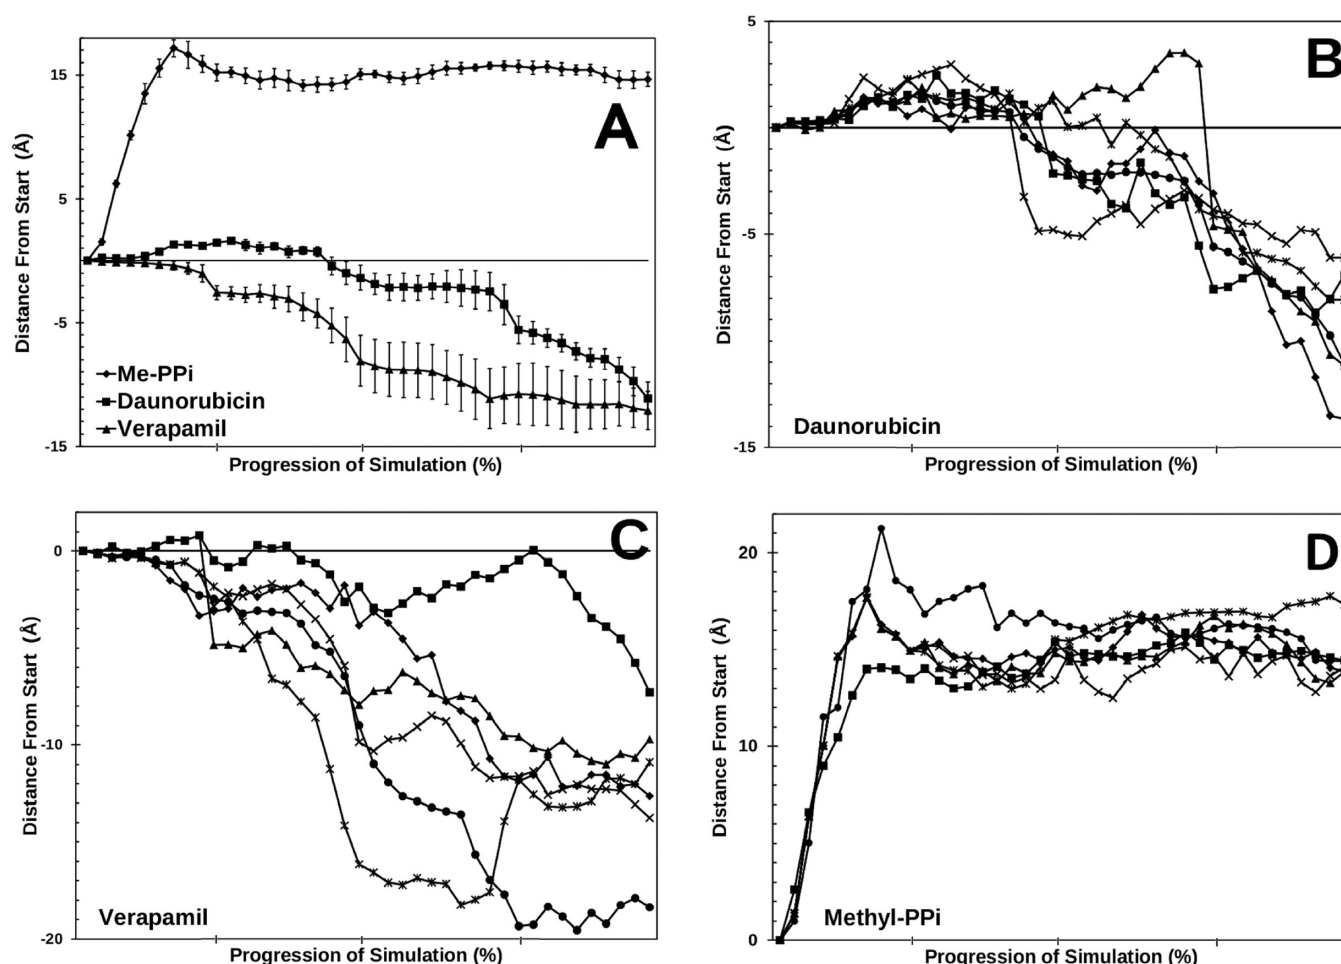 A
Distance From Start (Å)
15
5
-5
-15
Me-PPi
Daunorubicin
Verapamil
Progression of Simulation (%)
B
Distance From Start (Å)
5
-5
-15
Daunorubicin
Progression of Simulation (%)
C
Distance From Start (Å)
0
-10
-20
Verapamil
Progression of Simulation (%)
D
Distance From Start (Å)
20
10
0
Methyl-PPi
Progression of Simulation (%)